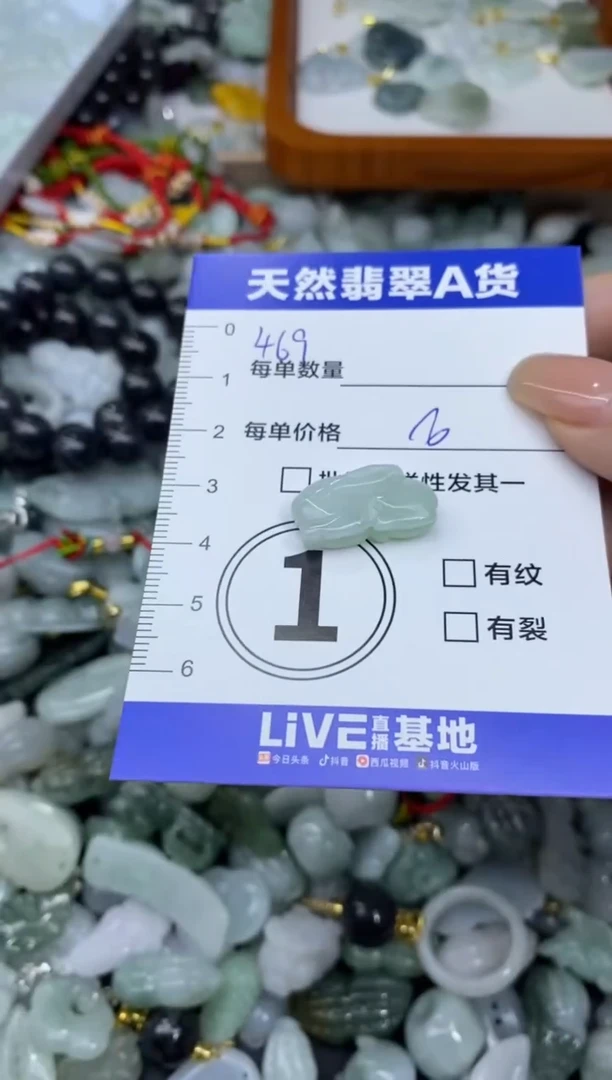 天然翡翠A货
0
469
每单数量
1
2
每单价格
3
性发其一
4
1
有纹
5
有裂
6
LiVE直播基地
今日头条 抖音 西瓜视频 抖音火山版